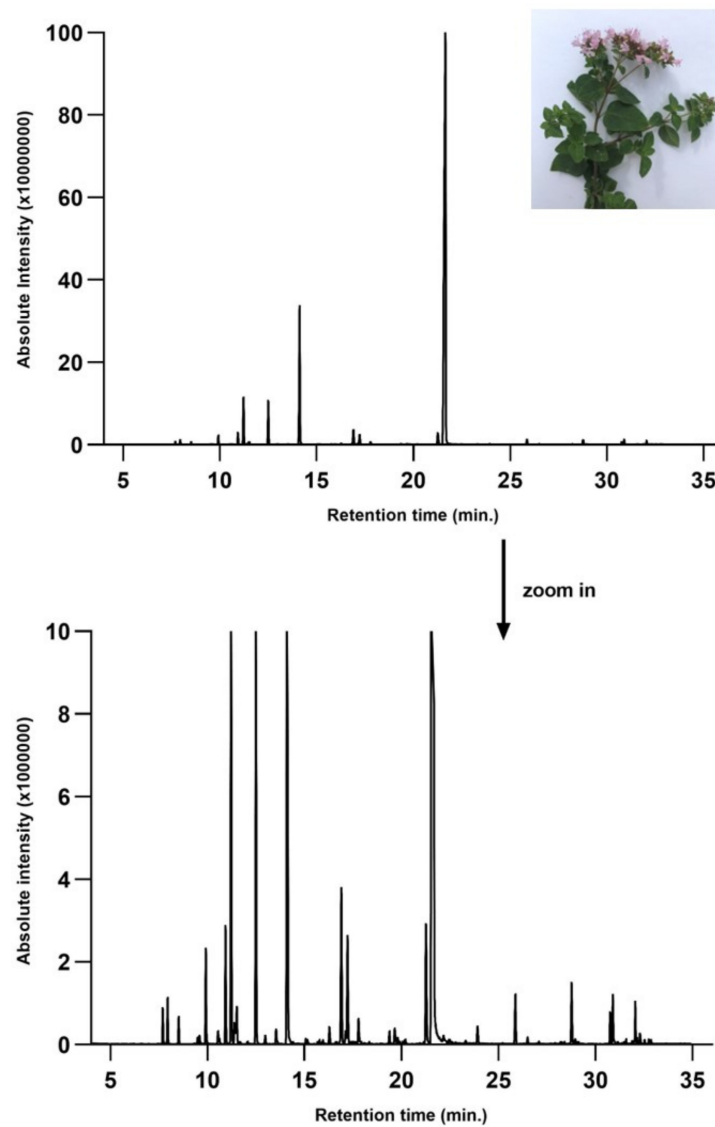 100
80
60
40
20
0
Absolute Intensity (x10000000)
5 10 15 20 25 30 35
Retention time (min.)
zoom in
10
8
6
4
2
0
Absolute intensity (x1000000)
5 10 15 20 25 30 35
Retention time (min.)